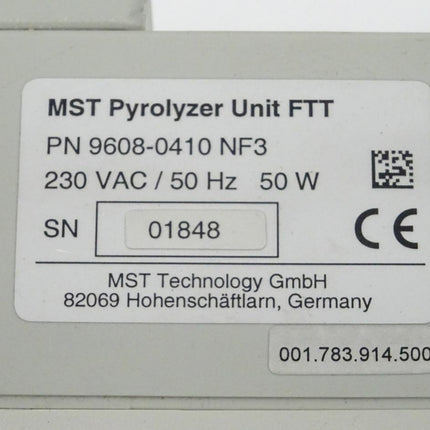 MST Pyrolyzer Unit FTT
PN 9608-0410 NF3
230 VAC / 50 Hz 50 W
SN 01848
CE
MST Technology GmbH
82069 Hohenschäftlarn, Germany
001.783.914.500